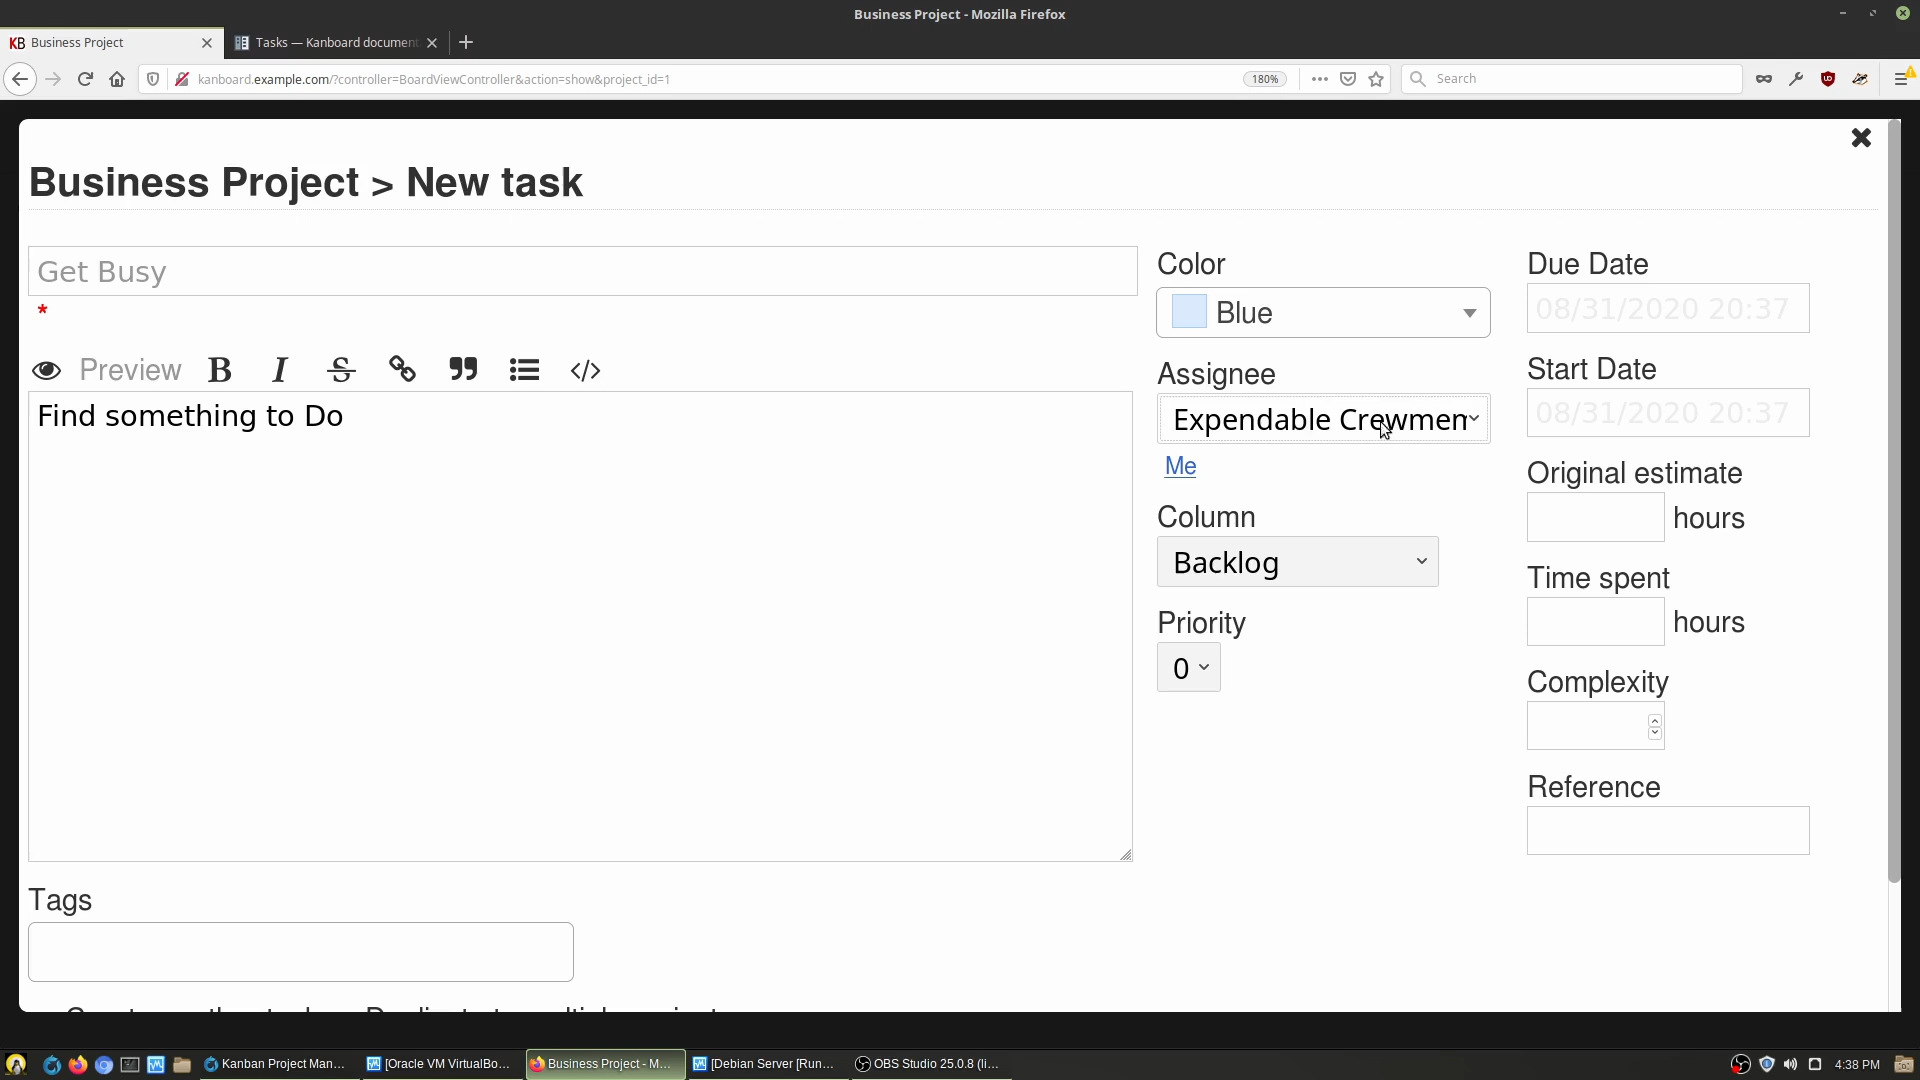 Business Project - Mozilla Firefox
KB Business Project
Tasks — Kanboard document
kanboard.example.com/?controller=BoardViewController&action=show&project_id=1
180%
Search
Business Project > New task
Get Busy
*
Preview B I S
Find something to Do
Tags
Color
Blue
Assignee
Expendable Crewmen
Me
Column
Backlog
Priority
0
Due Date
08/31/2020 20:37
Start Date
08/31/2020 20:37
Original estimate
hours
Time spent
hours
Complexity
Reference
Kanban Project Man...
[Oracle VM VirtualBo...
Business Project - M...
[Debian Server [Run...
OBS Studio 25.0.8 (li...
4:38 PM